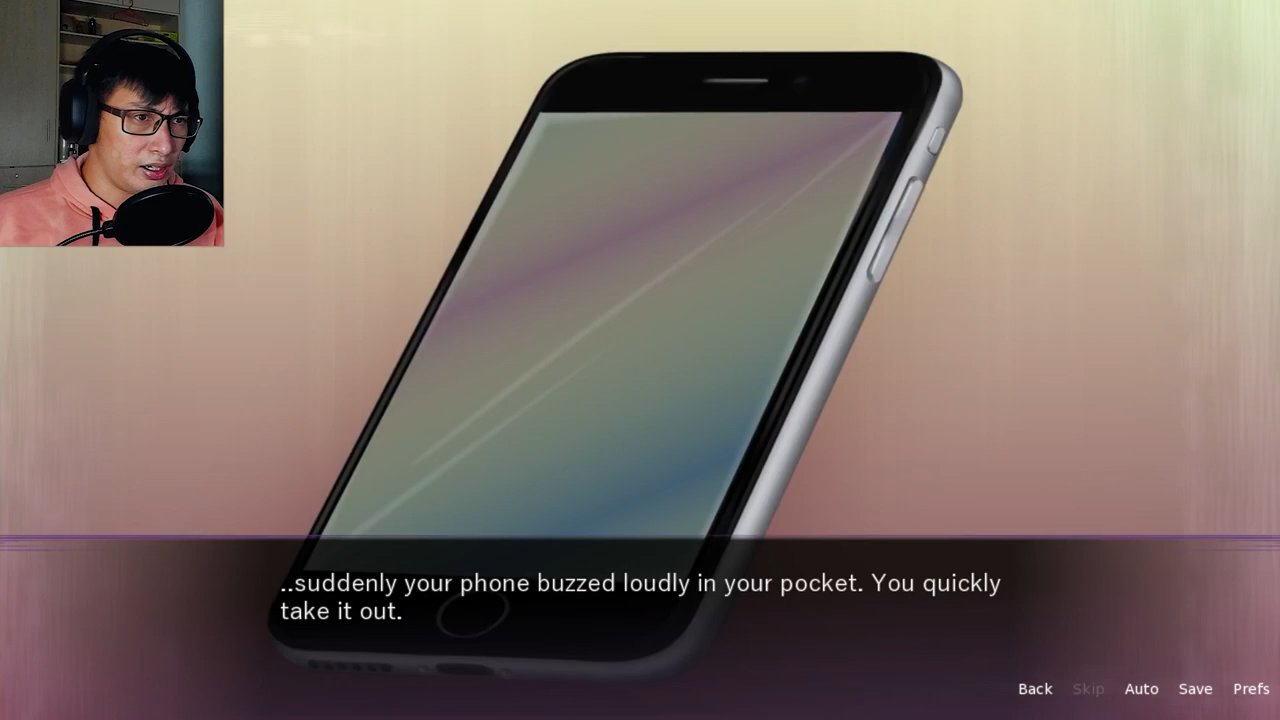 ..suddenly your phone buzzed loudly in your pocket. You quickly
take it out.
Back Skip Auto Save Prefs